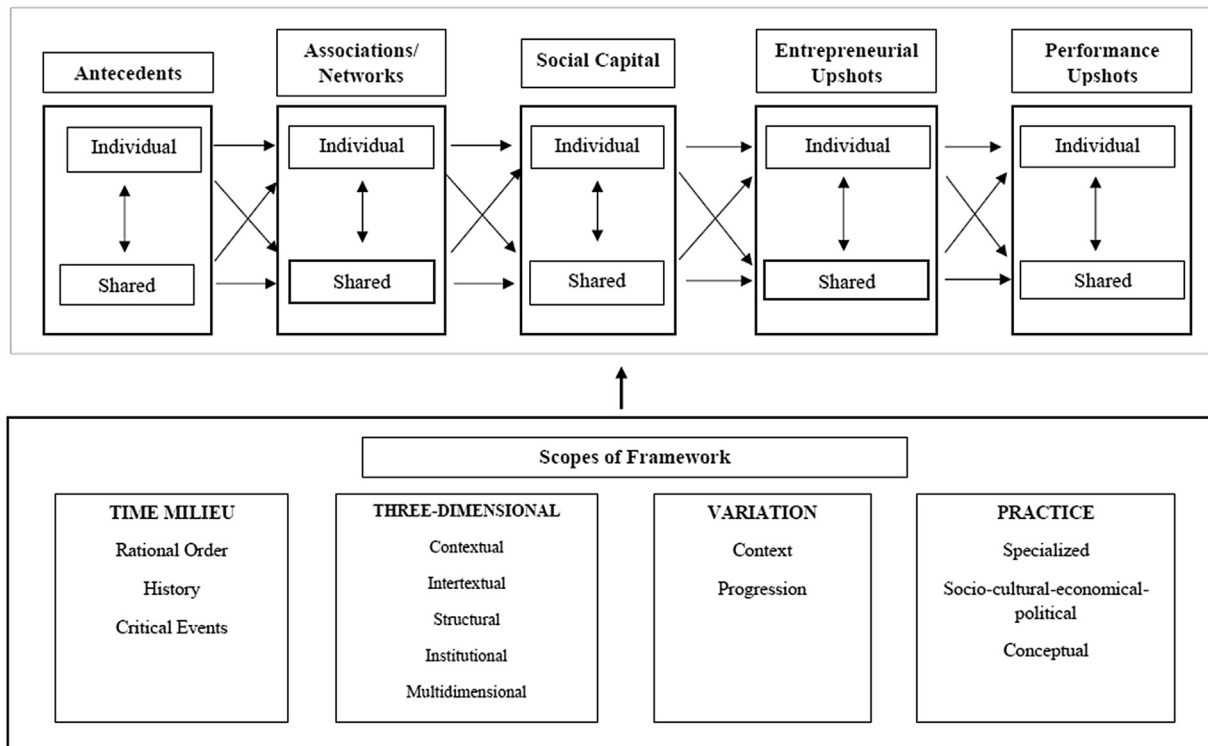 Antecedents
Associations/
Networks
Social Capital
Entrepreneurial
Upshots
Performance
Upshots
Individual
Individual
Individual
Individual
Individual
Shared
Shared
Shared
Shared
Shared
Scopes of Framework
TIME MILIEU
Rational Order
History
Critical Events
THREE-DIMENSIONAL
Contextual
Intertextual
Structural
Institutional
Multidimensional
VARIATION
Context
Progression
PRACTICE
Specialized
Socio-cultural-economical-
political
Conceptual